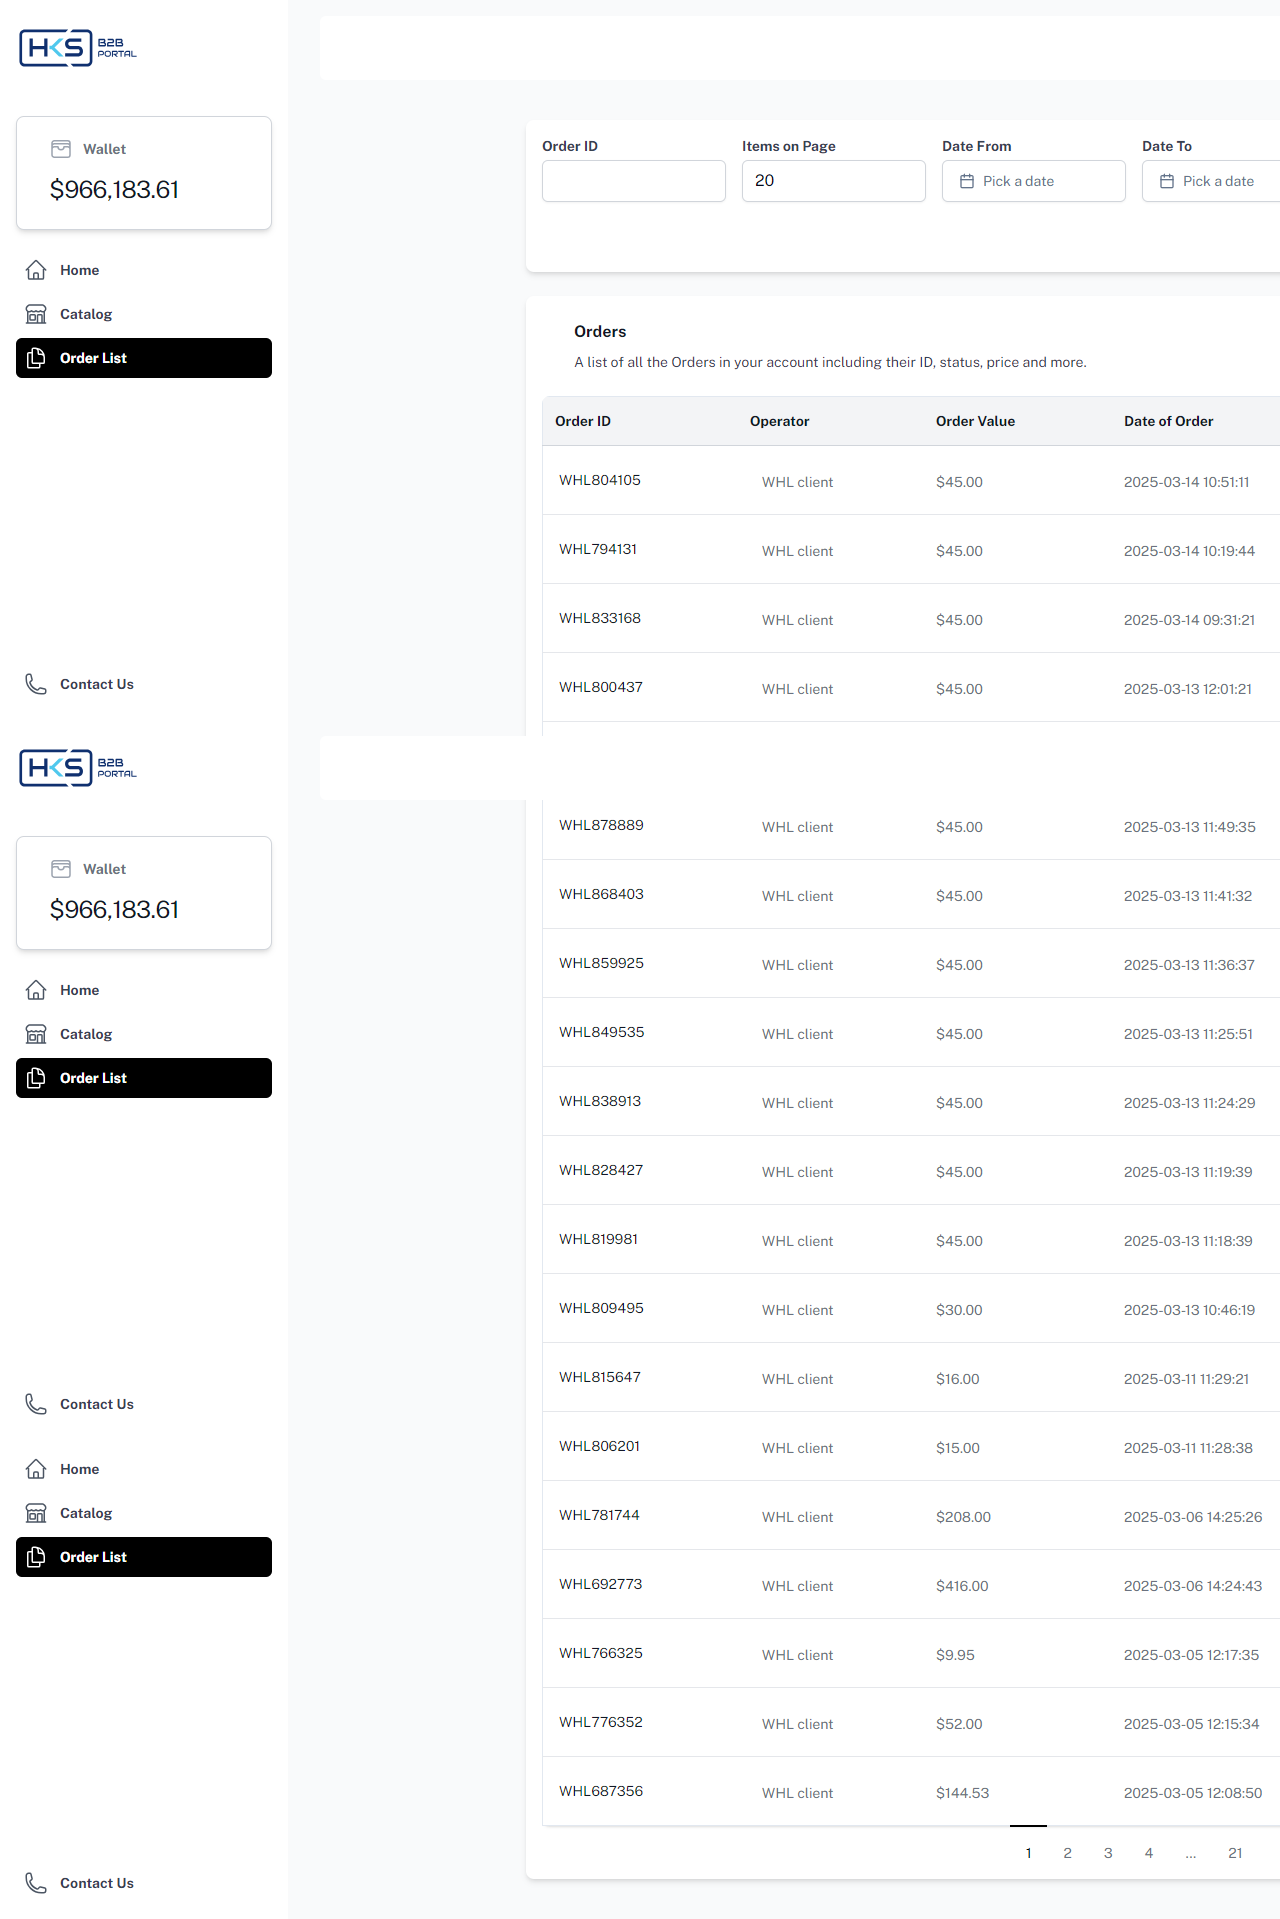 HKS B2B PORTAL
Wallet
$966,183.61
Home
Catalog
Order List
Contact Us
Order ID Items on Page Date From Date To
20 Pick a date Pick a date
Orders
A list of all the Orders in your account including their ID, status, price and more.
Order ID Operator Order Value Date of Order
WHL804105 WHL client $45.00 2025-03-14 10:51:11
WHL794131 WHL client $45.00 2025-03-14 10:19:44
WHL833168 WHL client $45.00 2025-03-14 09:31:21
WHL800437 WHL client $45.00 2025-03-13 12:01:21
HKS B2B PORTAL
Wallet
$966,183.61
Home
Catalog
Order List
Contact Us
WHL878889 WHL client $45.00 2025-03-13 11:49:35
WHL868403 WHL client $45.00 2025-03-13 11:41:32
WHL859925 WHL client $45.00 2025-03-13 11:36:37
WHL849535 WHL client $45.00 2025-03-13 11:25:51
WHL838913 WHL client $45.00 2025-03-13 11:24:29
WHL828427 WHL client $45.00 2025-03-13 11:19:39
WHL819981 WHL client $45.00 2025-03-13 11:18:39
WHL809495 WHL client $30.00 2025-03-13 10:46:19
WHL815647 WHL client $16.00 2025-03-11 11:29:21
WHL806201 WHL client $15.00 2025-03-11 11:28:38
Home
Catalog
Order List
Contact Us
WHL781744 WHL client $208.00 2025-03-06 14:25:26
WHL692773 WHL client $416.00 2025-03-06 14:24:43
WHL766325 WHL client $9.95 2025-03-05 12:17:35
WHL776352 WHL client $52.00 2025-03-05 12:15:34
WHL687356 WHL client $144.53 2025-03-05 12:08:50
1 2 3 4 ... 21